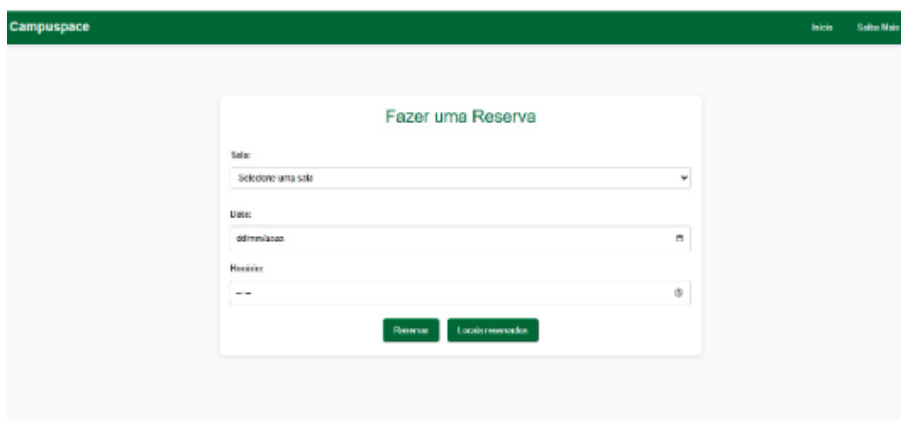 Campuspace
Início Saiba Mais
Fazer uma Reserva
Sala:
Selecione uma sala
Data:
dd/mm/aaaa
Horário:
--:--
Reservar Locais reservados